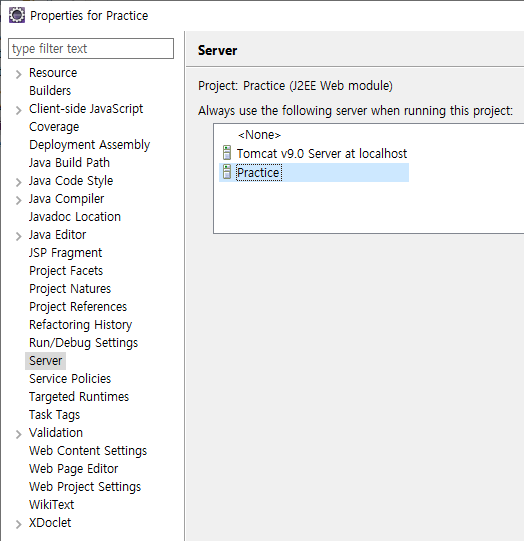 Properties for Practice
type filter text
Resource
Builders
Client-side JavaScript
Coverage
Deployment Assembly
Java Build Path
Java Code Style
Java Compiler
Javadoc Location
Java Editor
JSP Fragment
Project Facets
Project Natures
Project References
Refactoring History
Run/Debug Settings
Server
Service Policies
Targeted Runtimes
Task Tags
Validation
Web Content Settings
Web Page Editor
Web Project Settings
WikiText
XDoclet
Server
Project: Practice (J2EE Web module)
Always use the following server when running this project:
<None>
Tomcat v9.0 Server at localhost
Practice